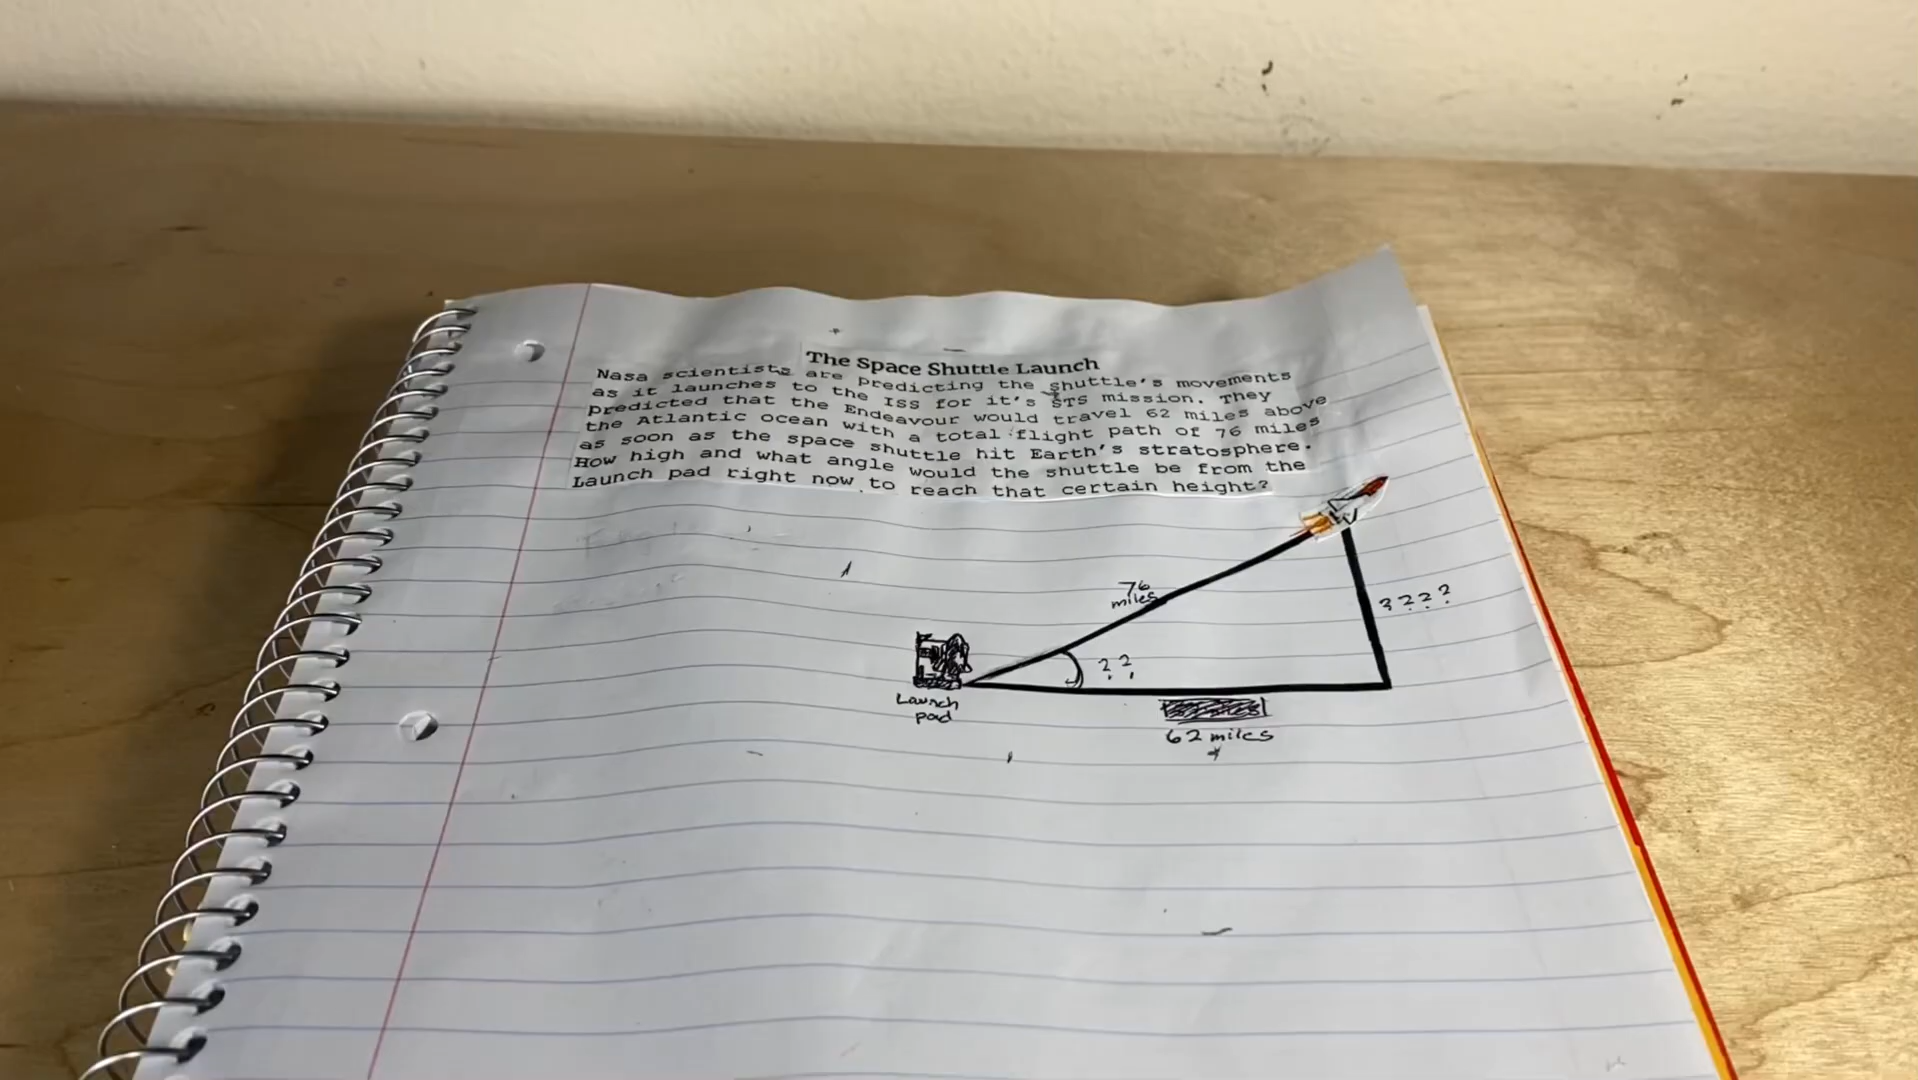 The Space Shuttle Launch
Nasa scientists are predicting the shuttle's movements
as it launches to the ISS for it's STS mission. They
predicted that the Endeavour would travel 62 miles above
the Atlantic ocean with a total flight path of 76 miles
as soon as the space shuttle hit Earth's stratosphere.
How high and what angle would the shuttle be from the
Launch pad right now to reach that certain height?
76
miles
????
??
Launch
pad
62 miles